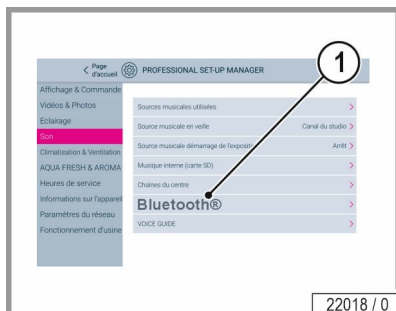 1
Page
d'accueil
PROFESSIONAL SET-UP MANAGER
Affichage & Commande
Vidéos & Photos
Eclairage
Son
Climatisation & Ventilation
AQUA FRESH & AROMA
Heures de service
Informations sur l'appareil
Paramètres du réseau
Fonctionnement d'usine
Sources musicales utilisées
Source musicale en veille Canal du studio
Source musicale démarrage de l'expositi Arrêt
Musique interne (carte SD)
Chaînes du centre
Bluetooth®
VOICE GUIDE
22018 / 0